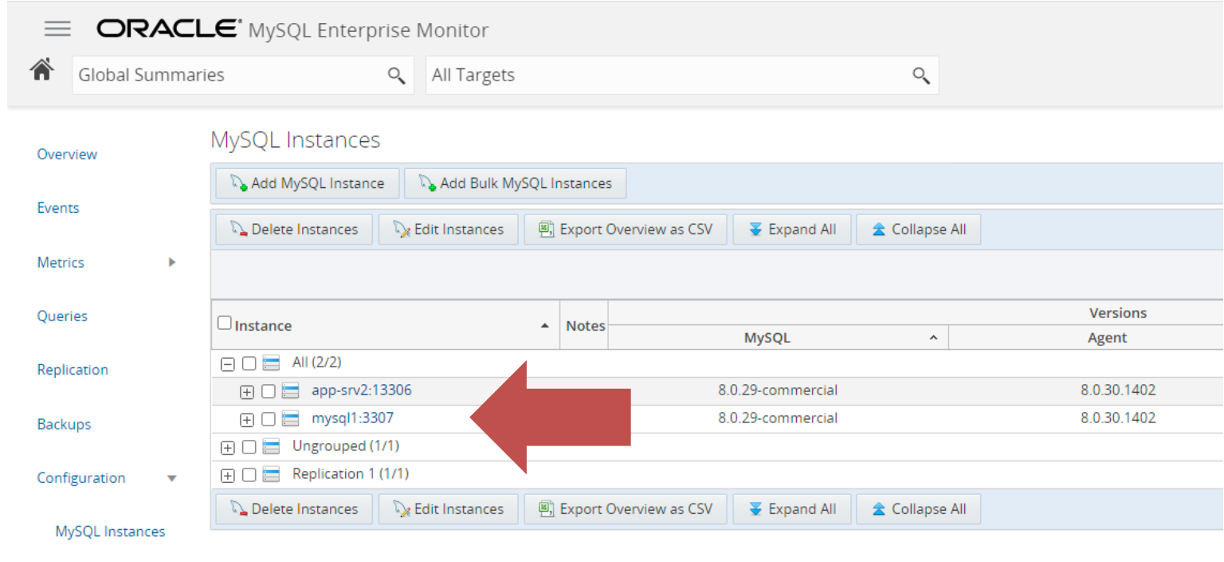 ORACLE® MySQL Enterprise Monitor
Global Summaries All Targets
Overview
Events
Metrics
Queries
Replication
Backups
Configuration
MySQL Instances
MySQL Instances
Add MySQL Instance Add Bulk MySQL Instances
Delete Instances Edit Instances Export Overview as CSV Expand All Collapse All
Instance Notes Versions
MySQL Agent
All (2/2)
app-srv2:13306 8.0.29-commercial 8.0.30.1402
mysql1:3307 8.0.29-commercial 8.0.30.1402
Ungrouped (1/1)
Replication 1 (1/1)
Delete Instances Edit Instances Export Overview as CSV Expand All Collapse All